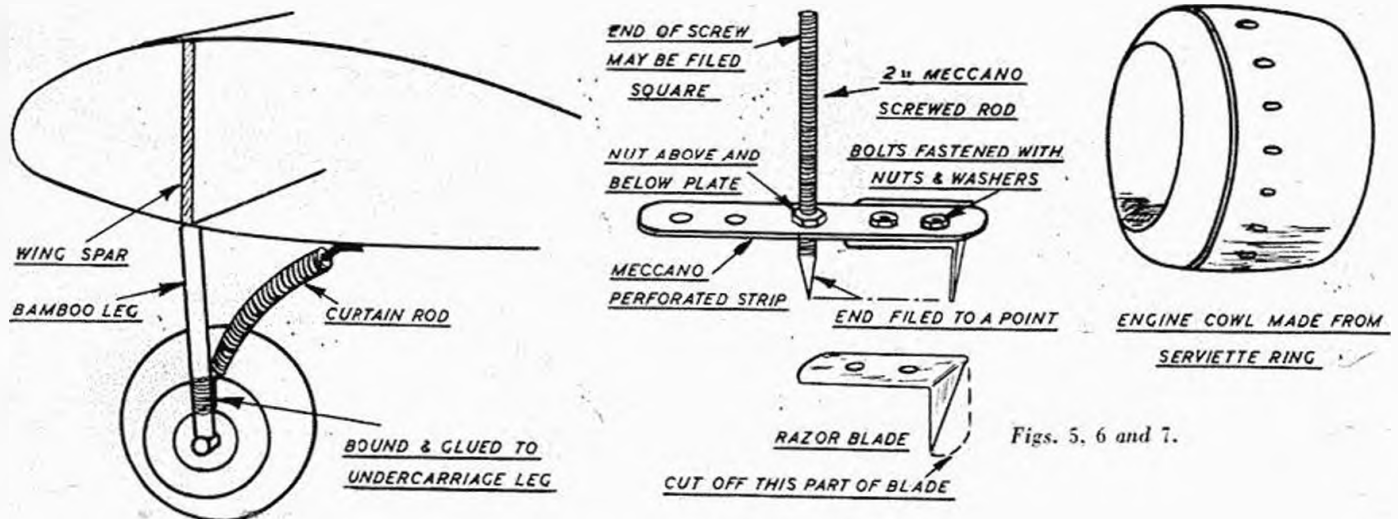 WING SPAR
BAMBOO LEG
CURTAIN ROD
BOUND & GLUED TO
UNDERCARRIAGE LEG
END OF SCREW
MAY BE FILED
SQUARE
2" MECCANO
SCREWED ROD
NUT ABOVE AND
BELOW PLATE
BOLTS FASTENED WITH
NUTS & WASHERS
MECCANO
PERFORATED STRIP
END FILED TO A POINT
RAZOR BLADE
CUT OFF THIS PART OF BLADE
ENGINE COWL MADE FROM
SERVIETTE RING
Figs. 5, 6 and 7.